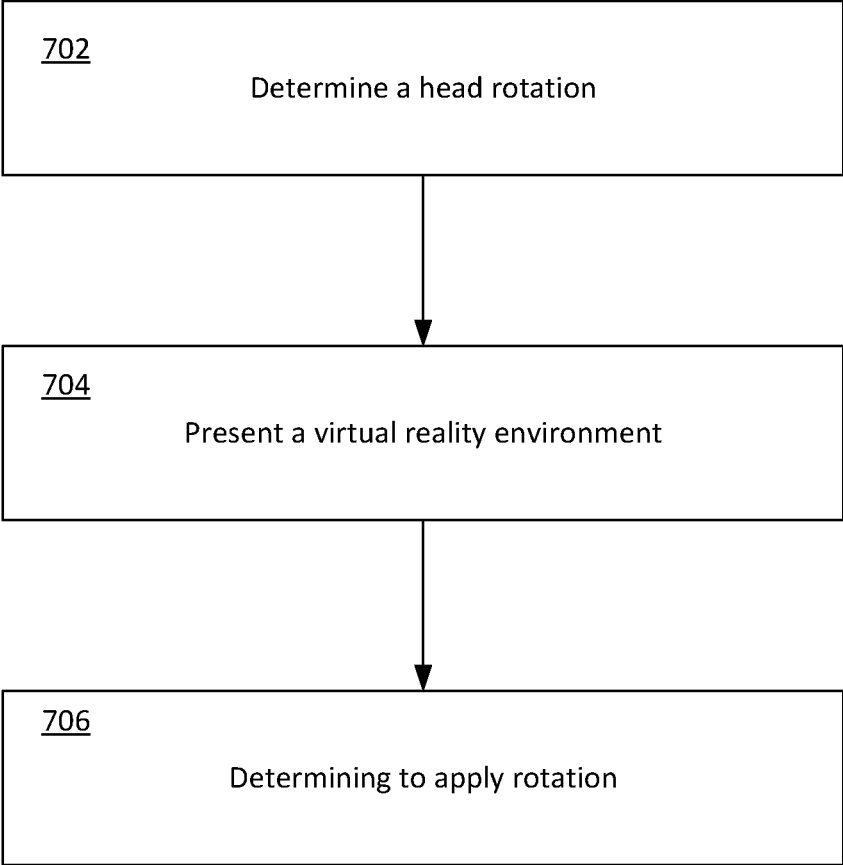 702
Determine a head rotation
704
Present a virtual reality environment
706
Determining to apply rotation